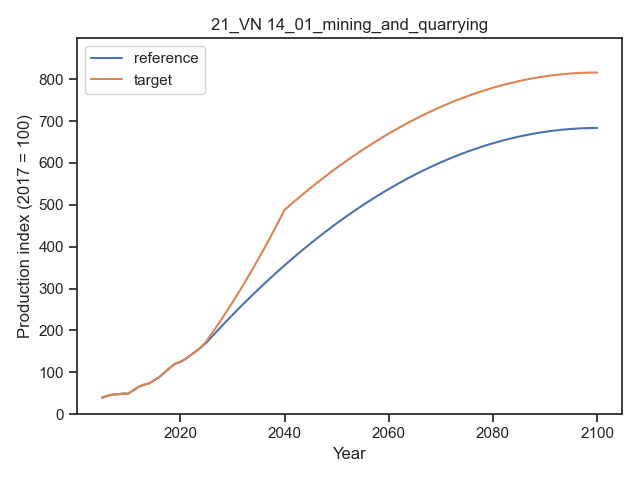 21_VN 14_01_mining_and_quarrying
reference
target
Production index (2017 = 100)
800
700
600
500
400
300
200
100
0
2020 2040 2060 2080 2100
Year